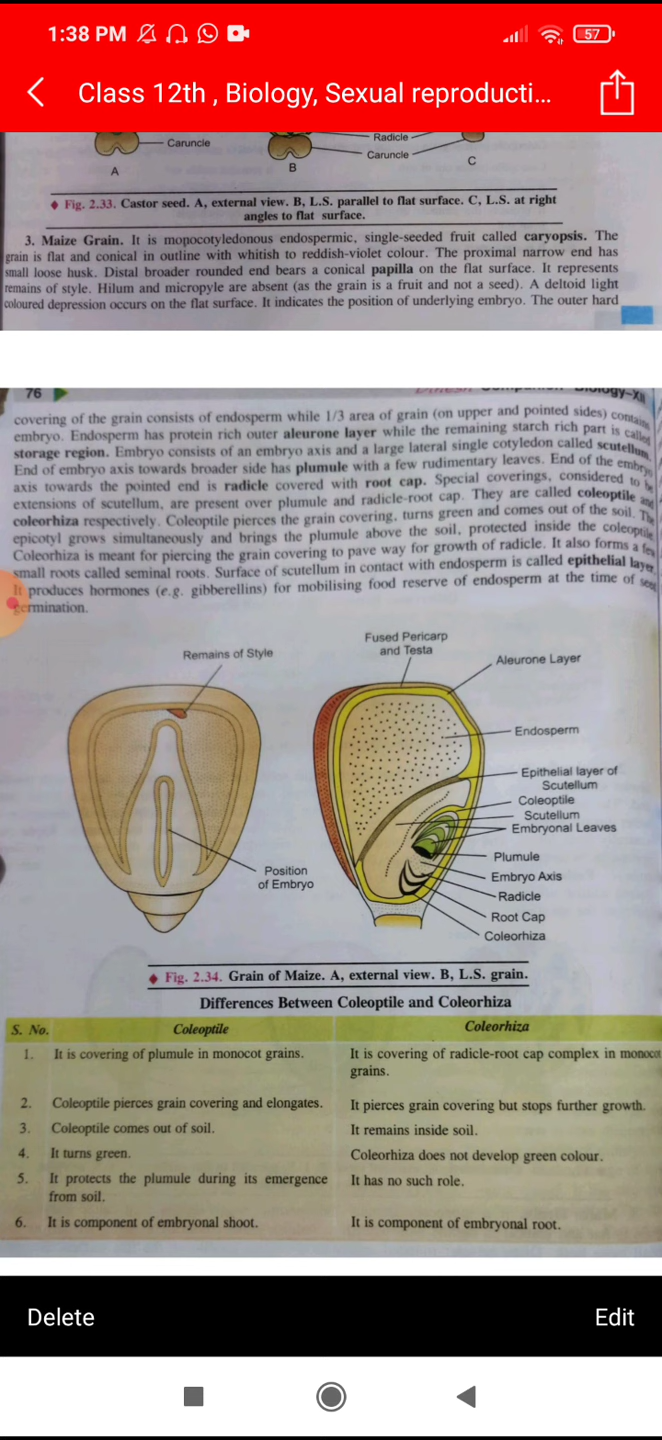 1:38 PM
57
Class 12th , Biology, Sexual reproducti...
Caruncle
Radicle
Caruncle
A
B
C
♦ Fig. 2.33. Castor seed. A, external view. B, L.S. parallel to flat surface. C, L.S. at right
angles to flat surface.
3. Maize Grain. It is mopocotyledonous endospermic, single-seeded fruit called caryopsis. The
grain is flat and conical in outline with whitish to reddish-violet colour. The proximal narrow end has
small loose husk. Distal broader rounded end bears a conical papilla on the flat surface. It represents
remains of style. Hilum and micropyle are absent (as the grain is a fruit and not a seed). A deltoid light
coloured depression occurs on the flat surface. It indicates the position of underlying embryo. The outer hard
76
covering of the grain consists of endosperm while 1/3 area of grain (on upper and pointed sides) contains
embryo. Endosperm has protein rich outer aleurone layer while the remaining starch rich part is called
storage region. Embryo consists of an embryo axis and a large lateral single cotyledon called scutellum.
End of embryo axis towards broader side has plumule with a few rudimentary leaves. End of the embryo
axis towards the pointed end is radicle covered with root cap. Special coverings, considered to be
extensions of scutellum, are present over plumule and radicle-root cap. They are called coleoptile and
coleorhiza respectively. Coleoptile pierces the grain covering, turns green and comes out of the soil. The
epicotyl grows simultaneously and brings the plumule above the soil, protected inside the coleoptile
Coleorhiza is meant for piercing the grain covering to pave way for growth of radicle. It also forms a few
small roots called seminal roots. Surface of scutellum in contact with endosperm is called epithelial layer
It produces hormones (e.g. gibberellins) for mobilising food reserve of endosperm at the time of
germination.
Remains of Style
Fused Pericarp
and Testa
Aleurone Layer
Endosperm
Epithelial layer of
Scutellum
Coleoptile
Scutellum
Embryonal Leaves
Plumule
Position
of Embryo
Embryo Axis
Radicle
Root Cap
Coleorhiza
♦ Fig. 2.34. Grain of Maize. A, external view. B, L.S. grain.
Differences Between Coleoptile and Coleorhiza
S. No. Coleoptile Coleorhiza
1. It is covering of plumule in monocot grains. It is covering of radicle-root cap complex in monocot
grains.
2. Coleoptile pierces grain covering and elongates. It pierces grain covering but stops further growth.
3. Coleoptile comes out of soil. It remains inside soil.
4. It turns green. Coleorhiza does not develop green colour.
5. It protects the plumule during its emergence It has no such role.
from soil.
6. It is component of embryonal shoot. It is component of embryonal root.
Delete
Edit